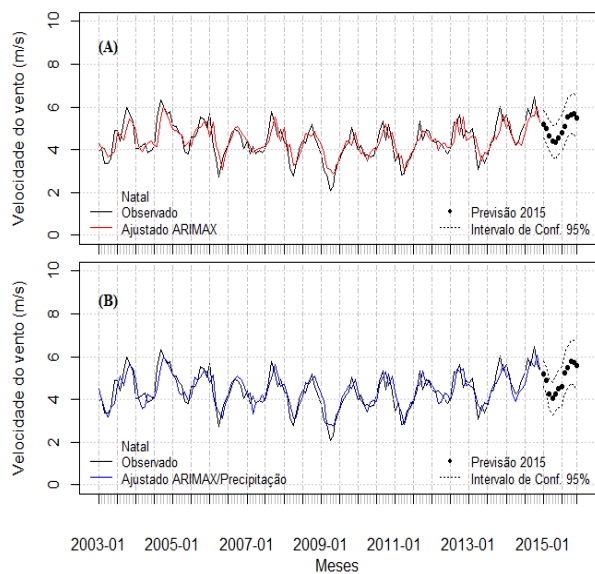 10
8
6
4
2
0
Velocidade do vento (m/s)
(A)
Natal
Observado
Ajustado ARIMAX
Previsão 2015
Intervalo de Conf. 95%
10
8
6
4
2
0
Velocidade do vento (m/s)
(B)
Natal
Observado
Ajustado ARIMAX/Precipitação
Previsão 2015
Intervalo de Conf. 95%
2003-01 2005-01 2007-01 2009-01 2011-01 2013-01 2015-01
Meses